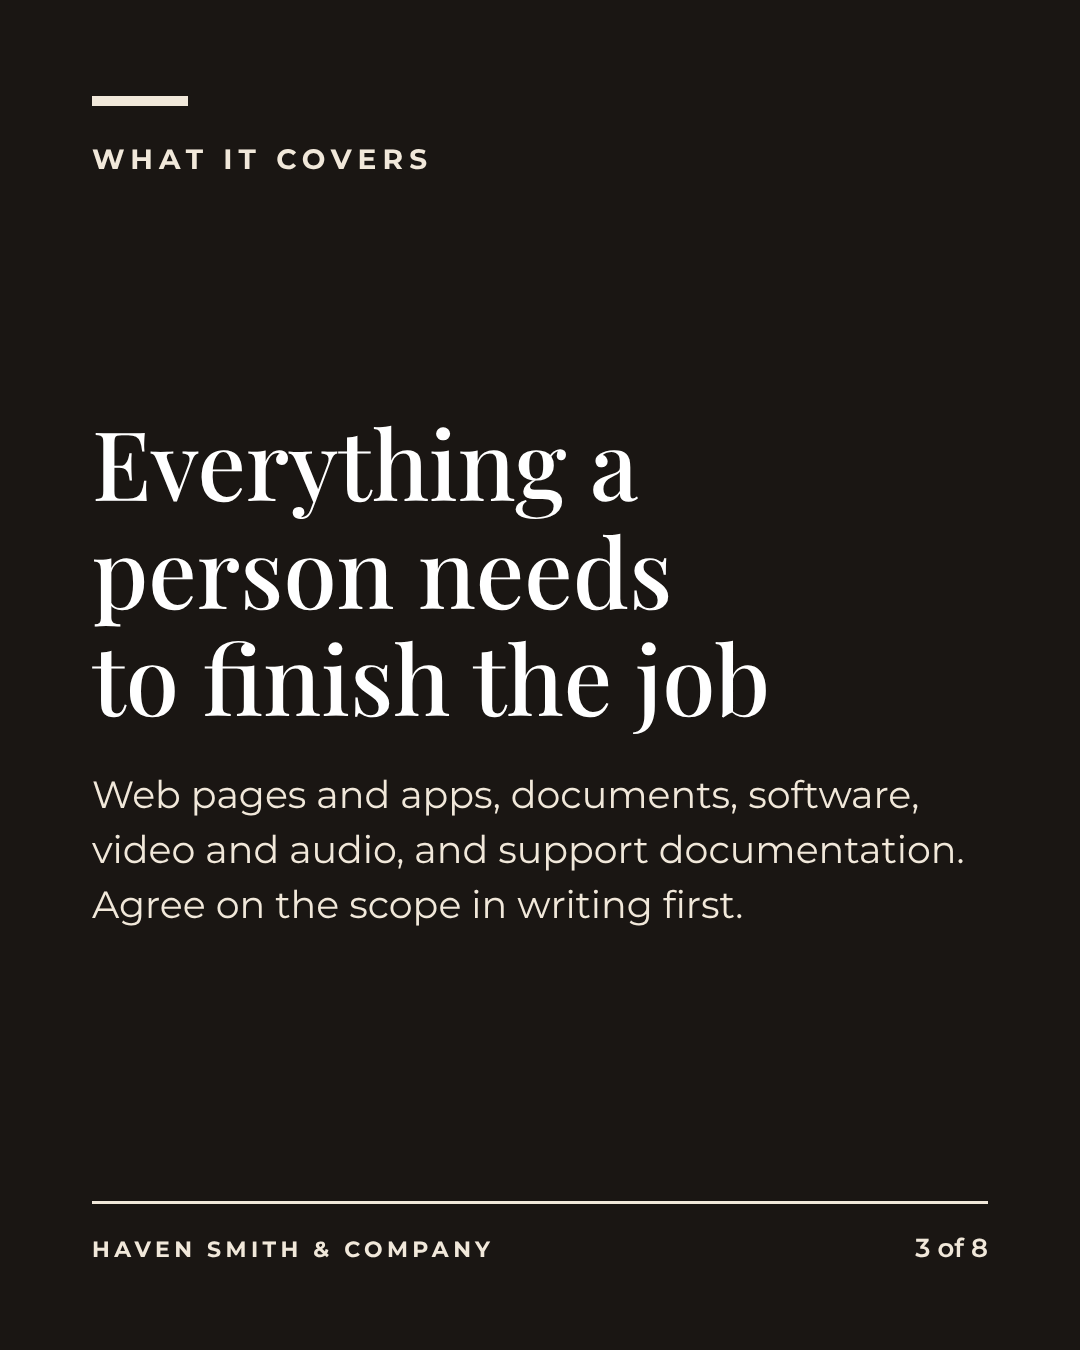 WHAT IT COVERS
Everything a
person needs
to finish the job
Web pages and apps, documents, software,
video and audio, and support documentation.
Agree on the scope in writing first.
HAVEN SMITH & COMPANY
3 of 8